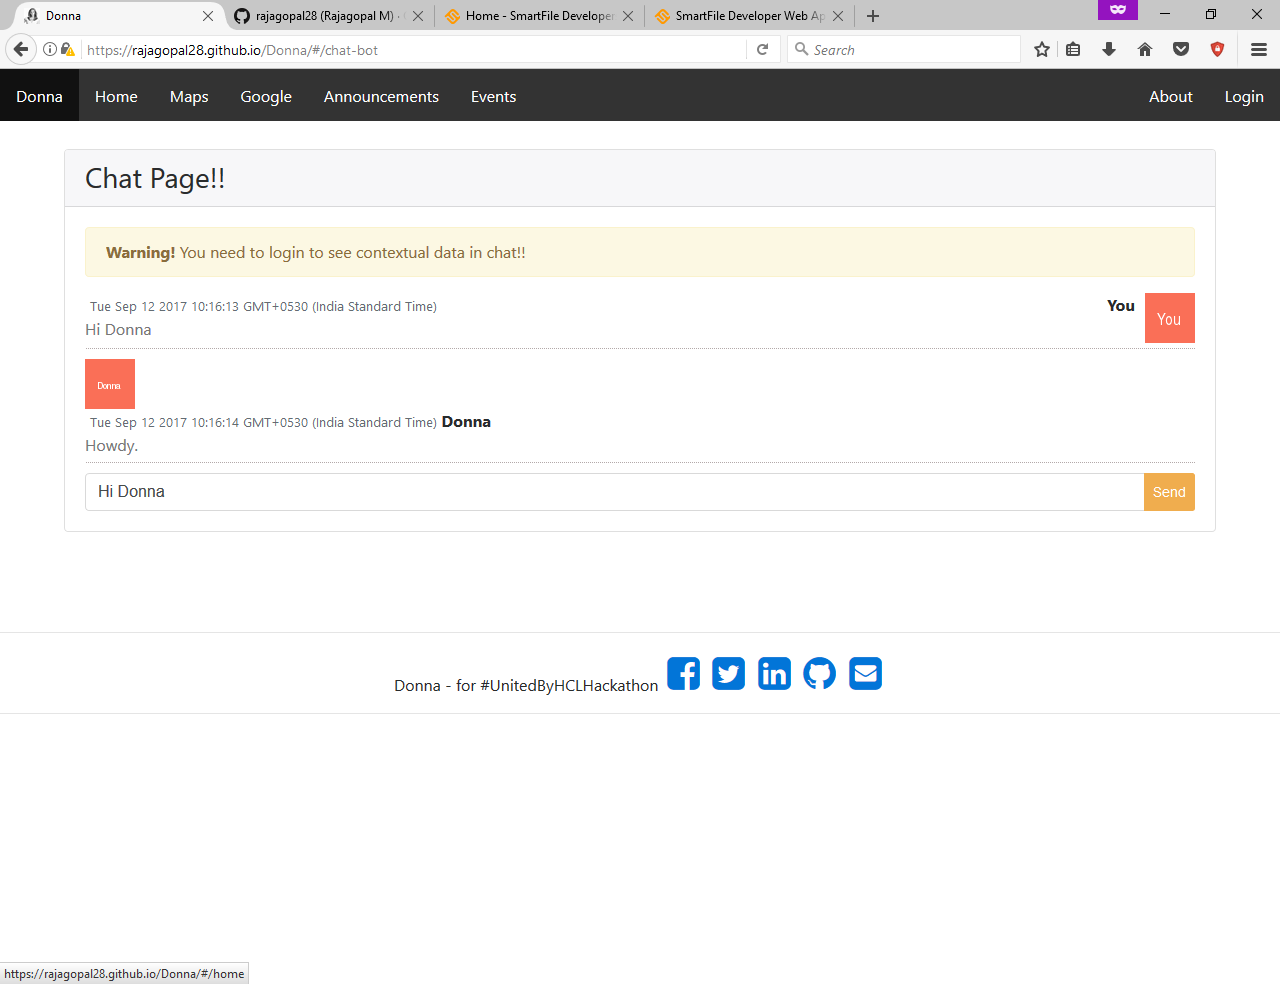 Donna
rajagopal28 (Rajagopal M) ·
Home - SmartFile Developer
SmartFile Developer Web Ap
https://rajagopal28.github.io/Donna/#/chat-bot
Search
Donna Home Maps Google Announcements Events About Login
Chat Page!!
Warning! You need to login to see contextual data in chat!!
Tue Sep 12 2017 10:16:13 GMT+0530 (India Standard Time) You
You
Hi Donna
Donna
Tue Sep 12 2017 10:16:14 GMT+0530 (India Standard Time) Donna
Howdy.
Hi Donna
Send
Donna - for #UnitedByHCLHackathon
https://rajagopal28.github.io/Donna/#/home